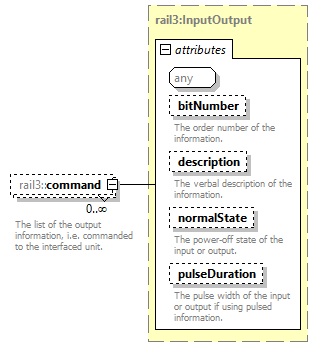 rail3:InputOutput
attributes
any
bitNumber
The order number of the
information.
description
The verbal description of the
information.
rail3::command
0..∞
The list of the output
information, i.e. commanded
to the interfaced unit.
normalState
The power-off state of the
input or output.
pulseDuration
The pulse width of the input
or output if using pulsed
information.